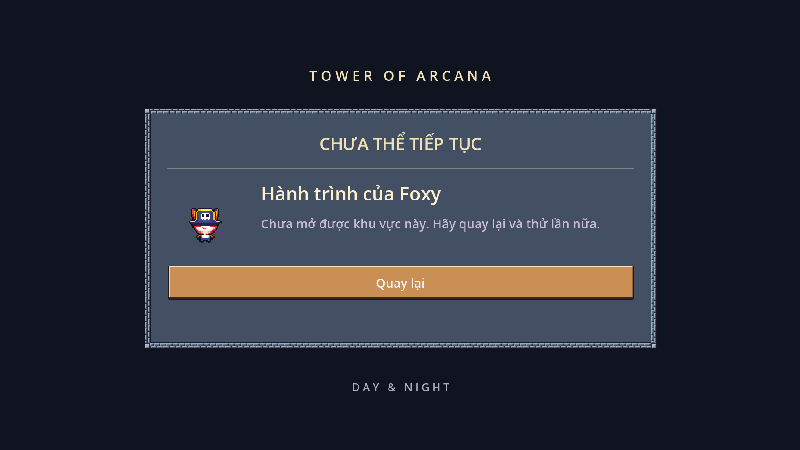 TOWER OF ARCANA
CHƯA THỂ TIẾP TỤC
Hành trình của Foxy
Chưa mở được khu vực này. Hãy quay lại và thử lần nữa.
Quay lại
DAY & NIGHT